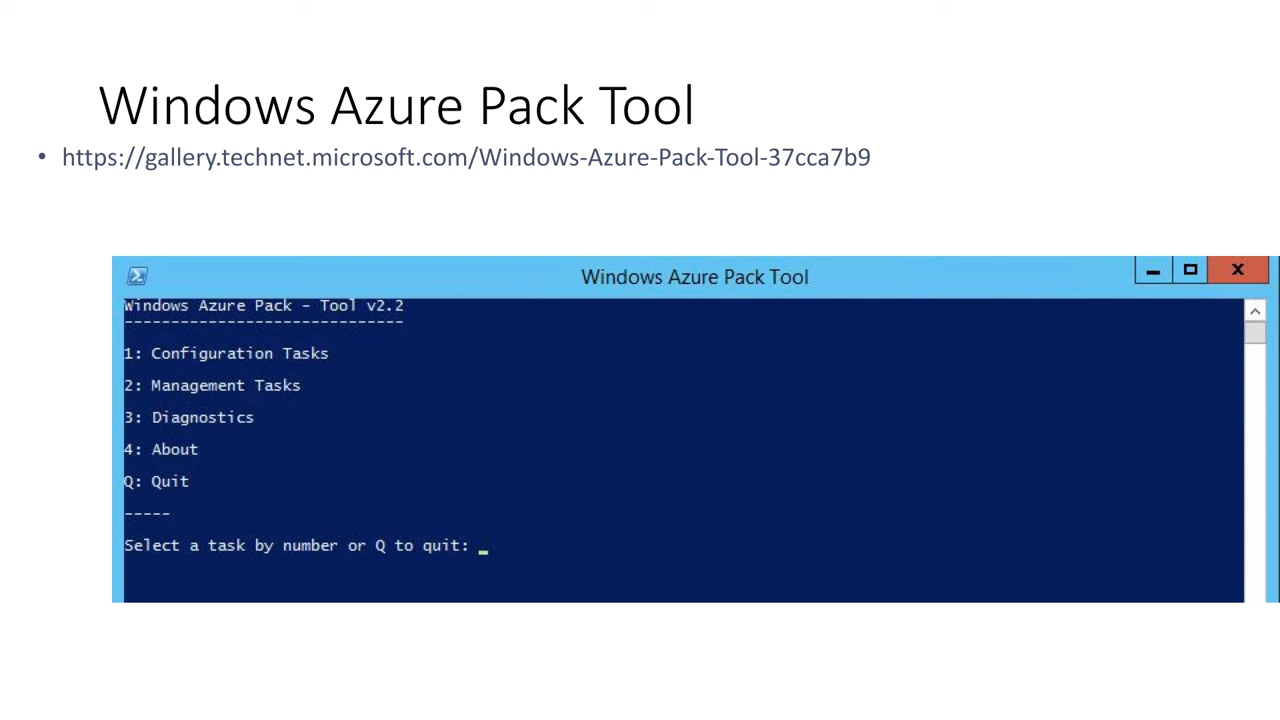 Windows Azure Pack Tool
• https://gallery.technet.microsoft.com/Windows-Azure-Pack-Tool-37cca7b9
Windows Azure Pack Tool
Windows Azure Pack - Tool v2.2
------------------------------
1: Configuration Tasks
2: Management Tasks
3: Diagnostics
4: About
Q: Quit
-----
Select a task by number or Q to quit: _